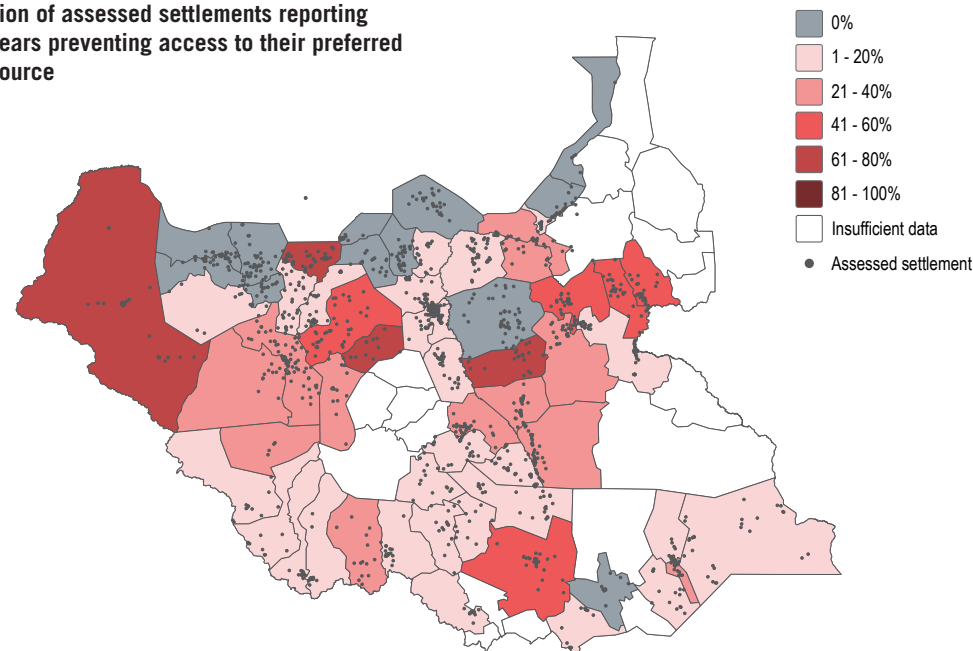 ion of assessed settlements reporting
ears preventing access to their preferred
ource
0%
1 - 20%
21 - 40%
41 - 60%
61 - 80%
81 - 100%
Insufficient data
Assessed settlement